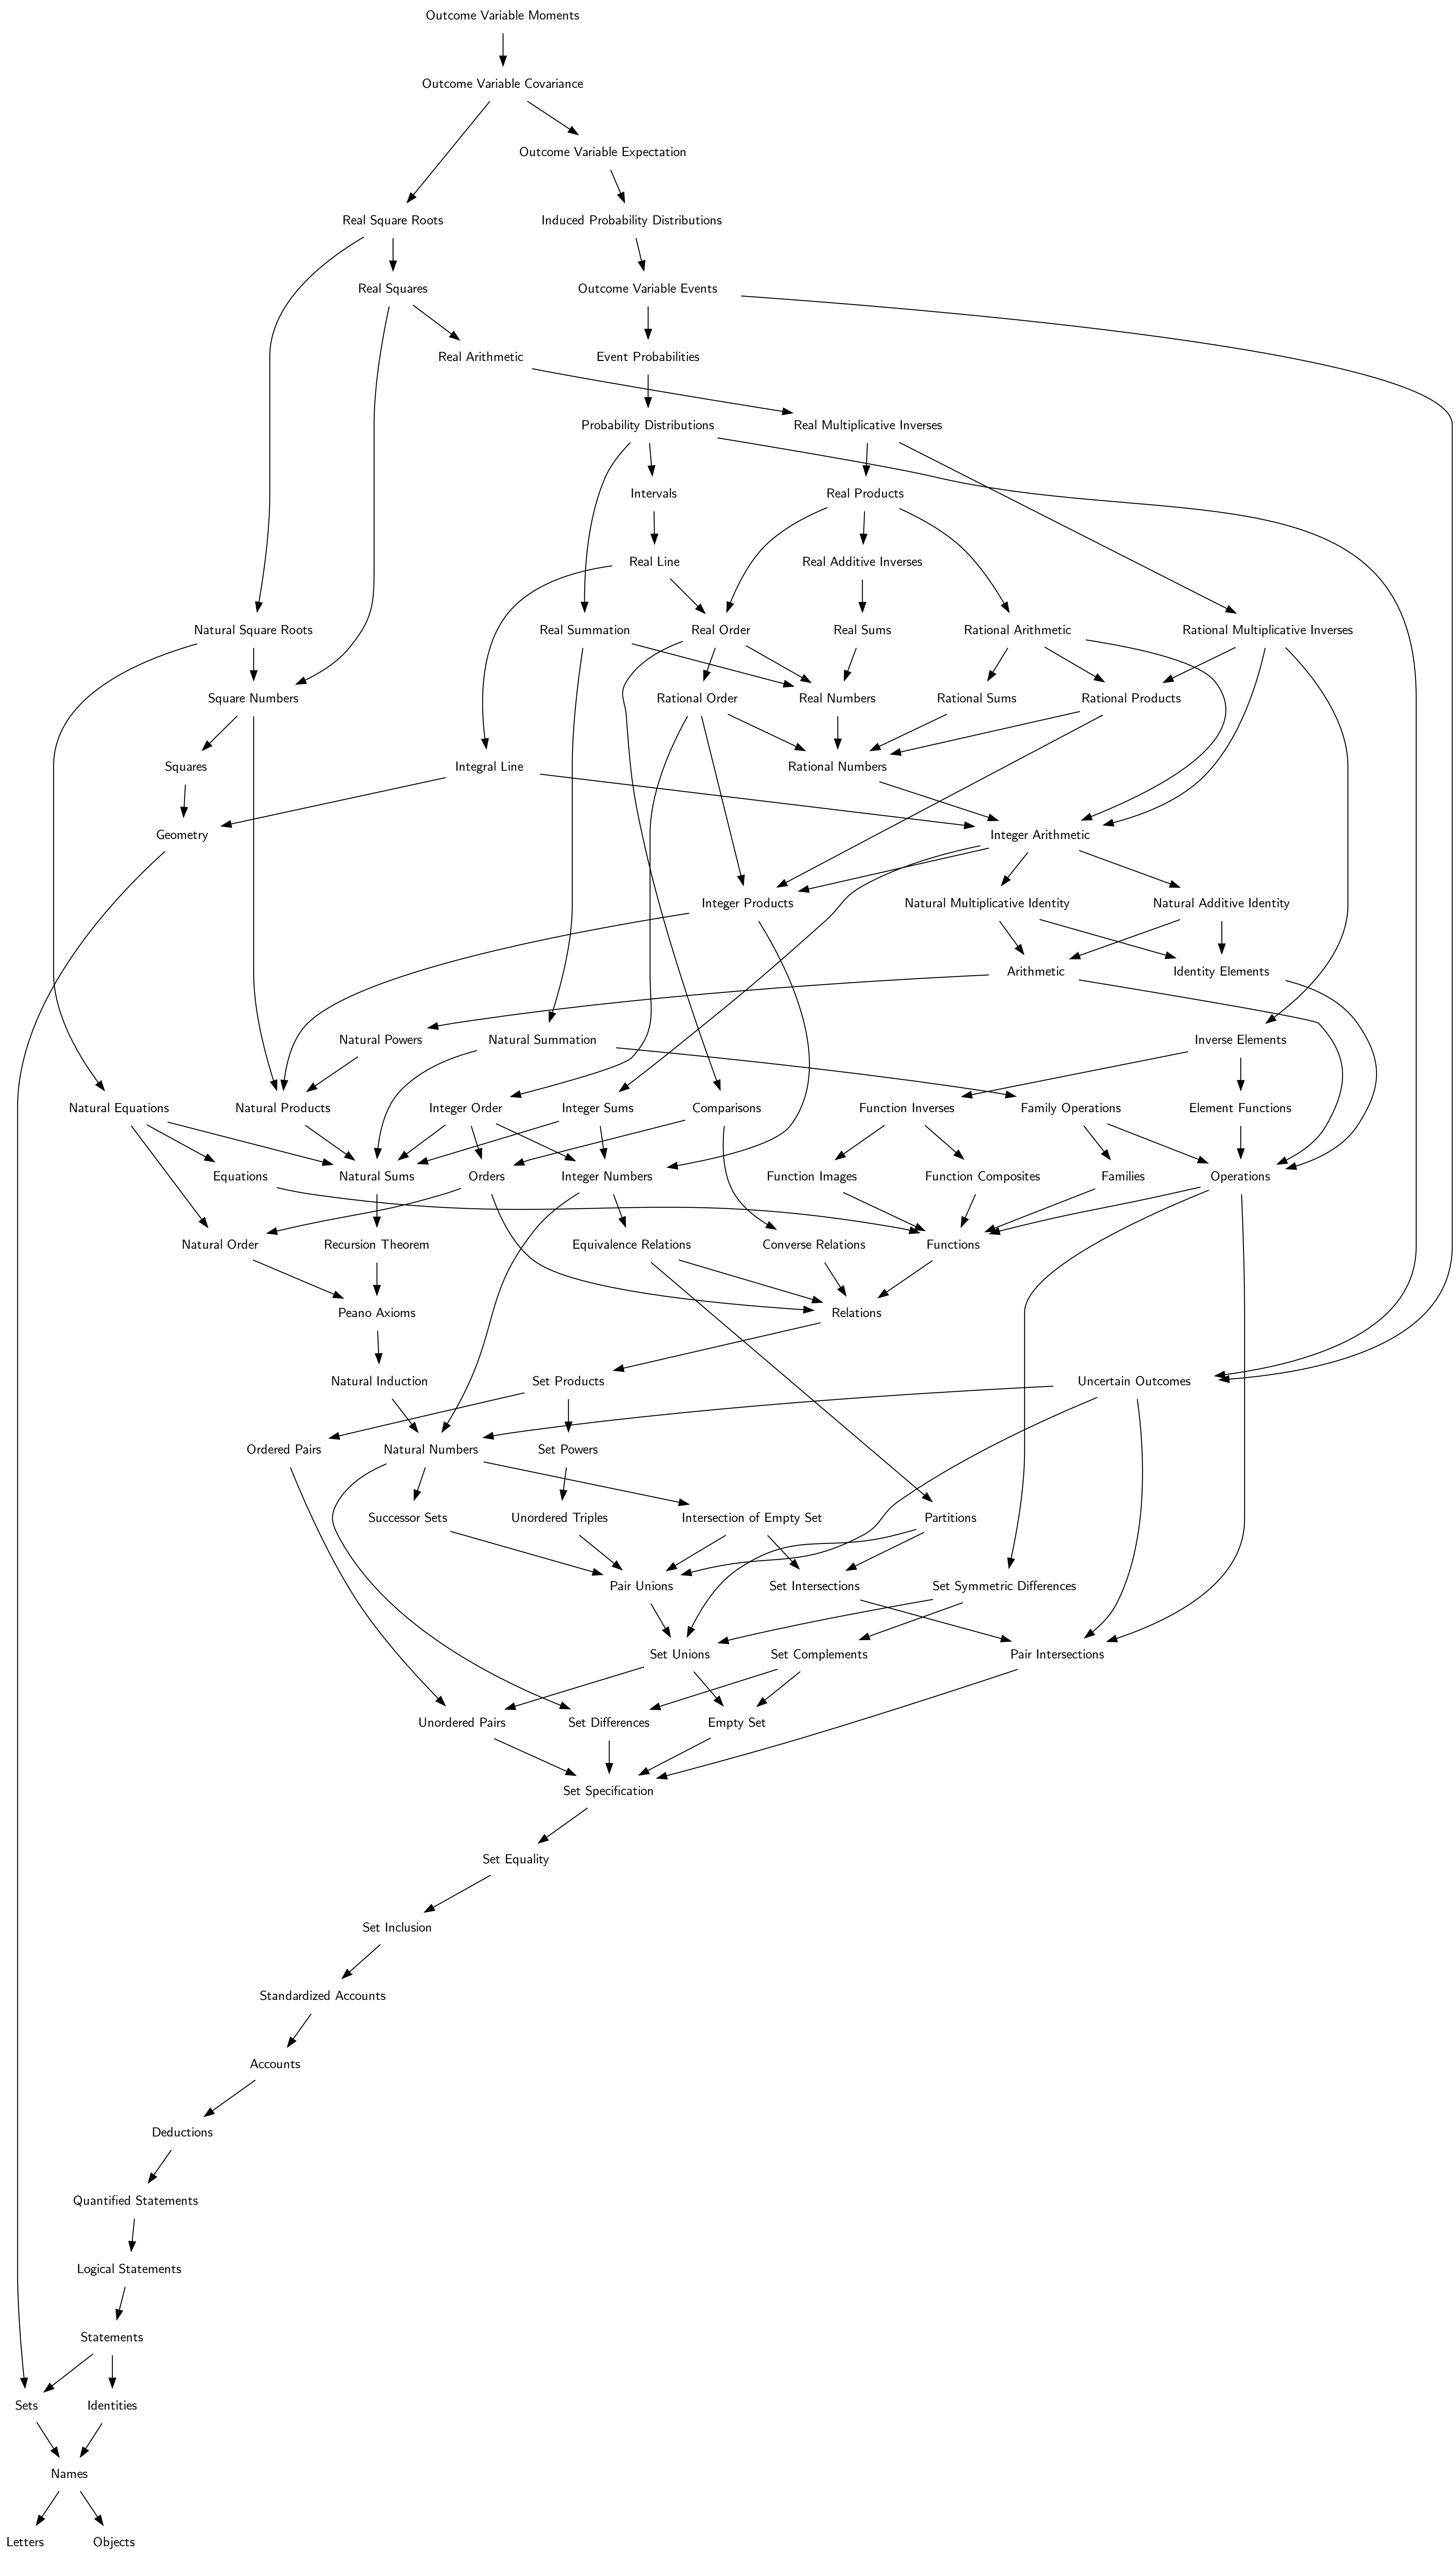 Outcome Variable Moments
Outcome Variable Covariance
Outcome Variable Expectation
Real Square Roots
Induced Probability Distributions
Real Squares
Outcome Variable Events
Real Arithmetic
Event Probabilities
Probability Distributions
Real Multiplicative Inverses
Intervals
Real Products
Real Line
Real Additive Inverses
Natural Square Roots
Real Summation
Real Order
Real Sums
Rational Arithmetic
Rational Multiplicative Inverses
Square Numbers
Rational Order
Real Numbers
Rational Sums
Rational Products
Squares
Integral Line
Rational Numbers
Geometry
Integer Arithmetic
Integer Products
Natural Multiplicative Identity
Natural Additive Identity
Arithmetic
Identity Elements
Natural Powers
Natural Summation
Inverse Elements
Natural Equations
Natural Products
Integer Order
Integer Sums
Comparisons
Function Inverses
Family Operations
Element Functions
Equations
Natural Sums
Orders
Integer Numbers
Function Images
Function Composites
Families
Operations
Natural Order
Recursion Theorem
Equivalence Relations
Converse Relations
Functions
Peano Axioms
Relations
Natural Induction
Set Products
Uncertain Outcomes
Ordered Pairs
Natural Numbers
Set Powers
Successor Sets
Unordered Triples
Intersection of Empty Set
Partitions
Pair Unions
Set Intersections
Set Symmetric Differences
Set Unions
Set Complements
Pair Intersections
Unordered Pairs
Set Differences
Empty Set
Set Specification
Set Equality
Set Inclusion
Standardized Accounts
Accounts
Deductions
Quantified Statements
Logical Statements
Statements
Sets
Identities
Names
Letters
Objects